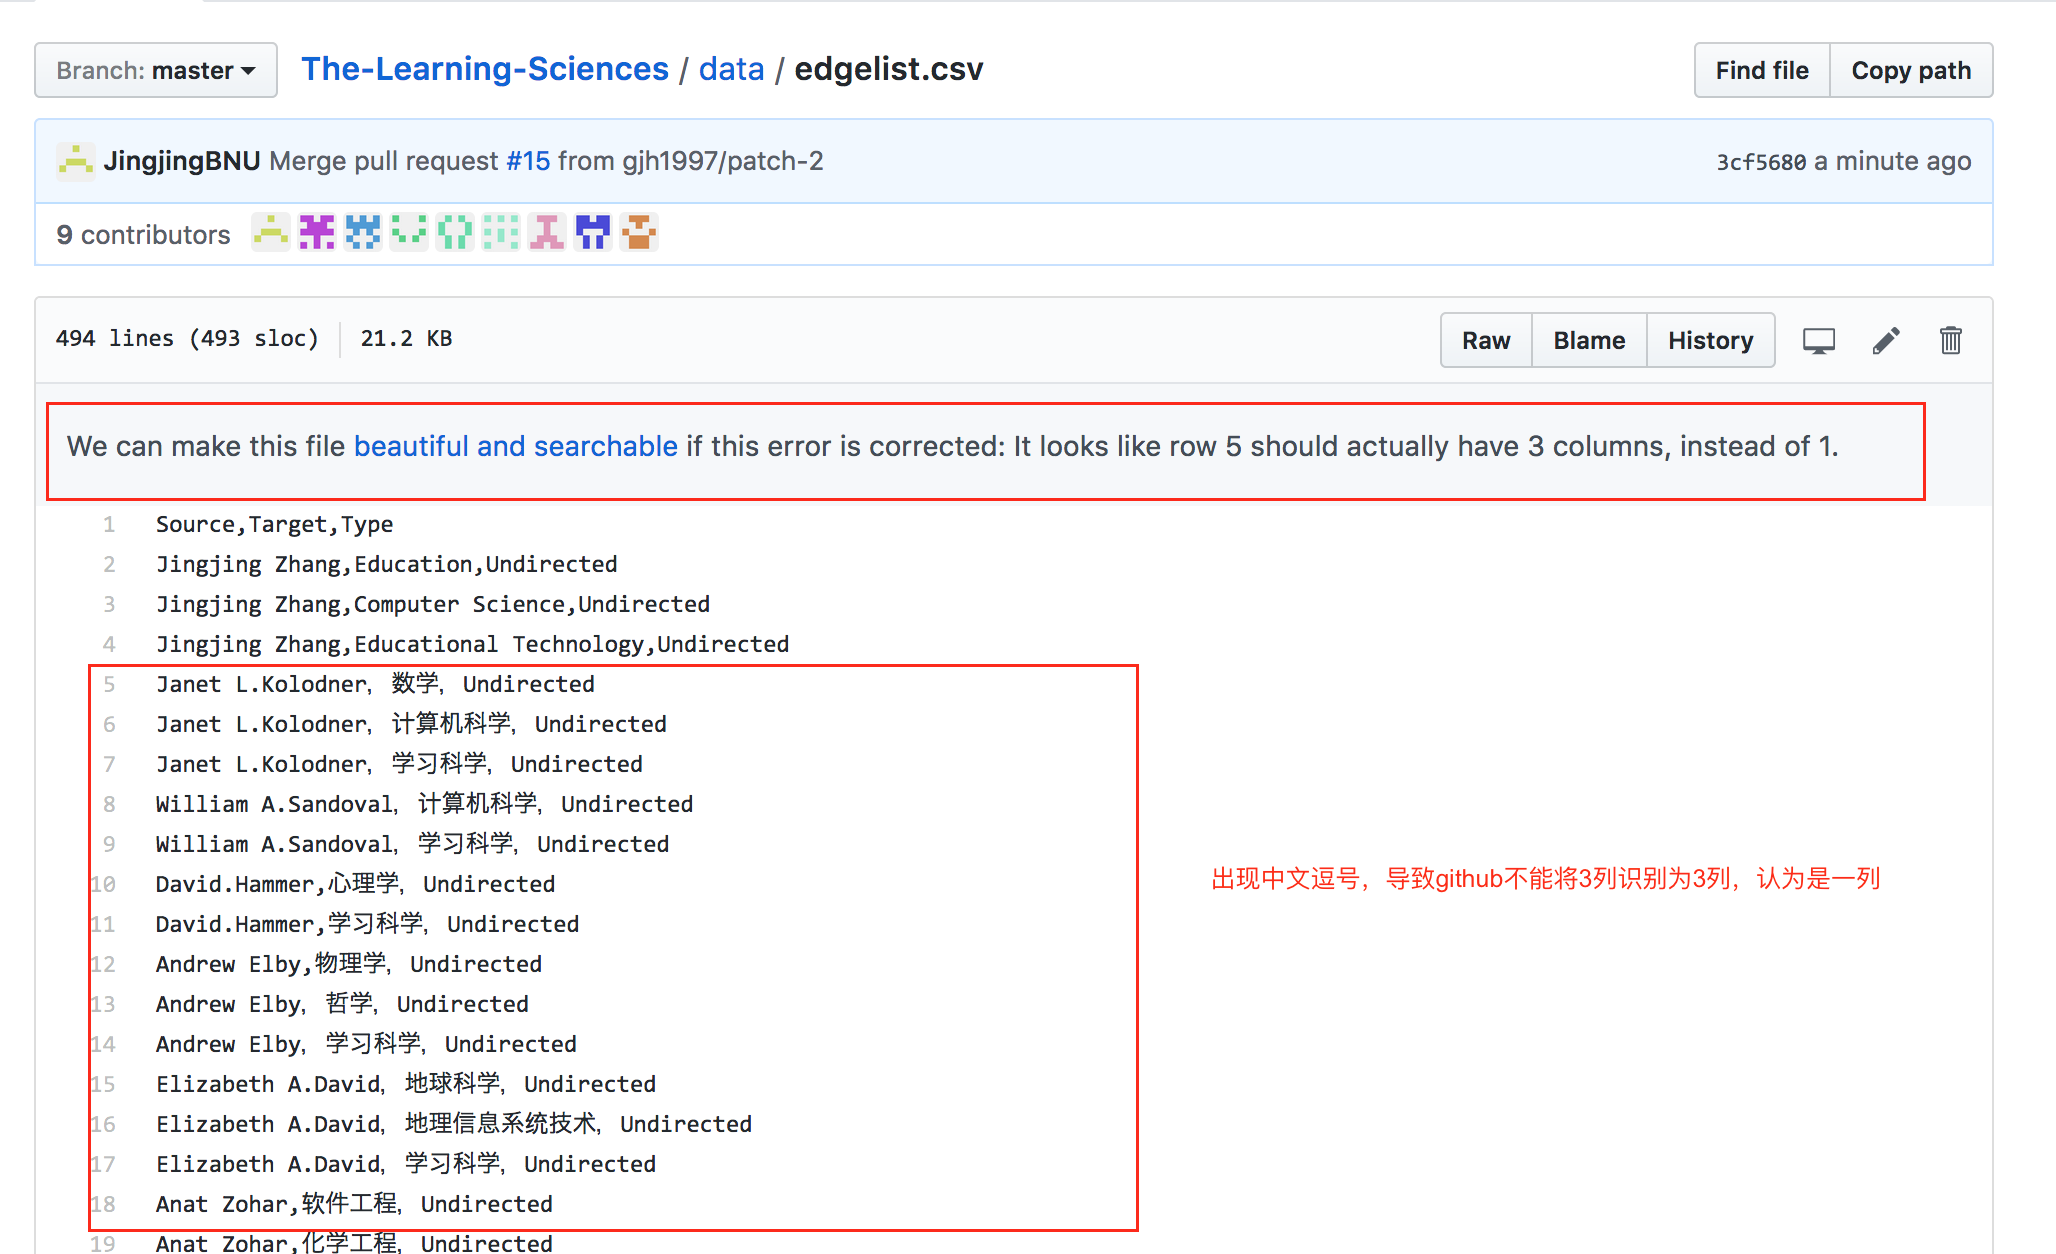 Branch: master
The-Learning-Sciences / data / edgelist.csv
Find file
Copy path
JingjingBNU Merge pull request #15 from gjh1997/patch-2
3cf5680 a minute ago
9 contributors
494 lines (493 sloc)
21.2 KB
Raw
Blame
History
We can make this file beautiful and searchable if this error is corrected: It looks like row 5 should actually have 3 columns, instead of 1.
1 Source,Target,Type
2 Jingjing Zhang,Education,Undirected
3 Jingjing Zhang,Computer Science,Undirected
4 Jingjing Zhang,Educational Technology,Undirected
5 Janet L.Kolodner，数学，Undirected
6 Janet L.Kolodner，计算机科学，Undirected
7 Janet L.Kolodner，学习科学，Undirected
8 William A.Sandoval，计算机科学，Undirected
9 William A.Sandoval，学习科学，Undirected
10 David.Hammer,心理学，Undirected
11 David.Hammer,学习科学，Undirected
12 Andrew Elby,物理学，Undirected
13 Andrew Elby，哲学，Undirected
14 Andrew Elby，学习科学，Undirected
15 Elizabeth A.David，地球科学，Undirected
16 Elizabeth A.David，地理信息系统技术，Undirected
17 Elizabeth A.David，学习科学，Undirected
18 Anat Zohar,软件工程，Undirected
19 Anat Zohar,化学工程，Undirected
出现中文逗号，导致github不能将3列识别为3列，认为是一列